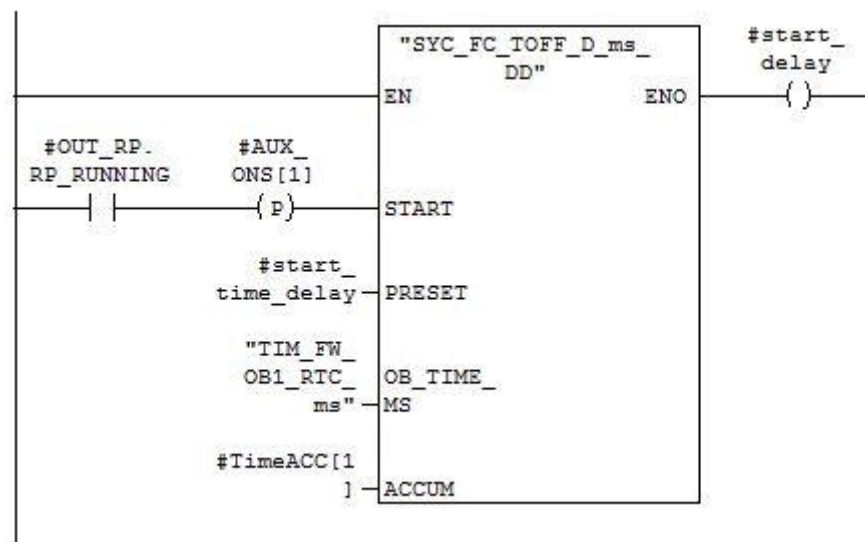 "SYC_FC_TOFF_D_ms_
DD"
#start_
delay
EN
ENO
( )
#OUT_RP.
RP_RUNNING
#AUX_
ONS[1]
(P)
START
#start_
time_delay
PRESET
"TIM_FW_
OB1_RTC_
ms"
OB_TIME_
MS
#TimeACC[1
]
ACCUM